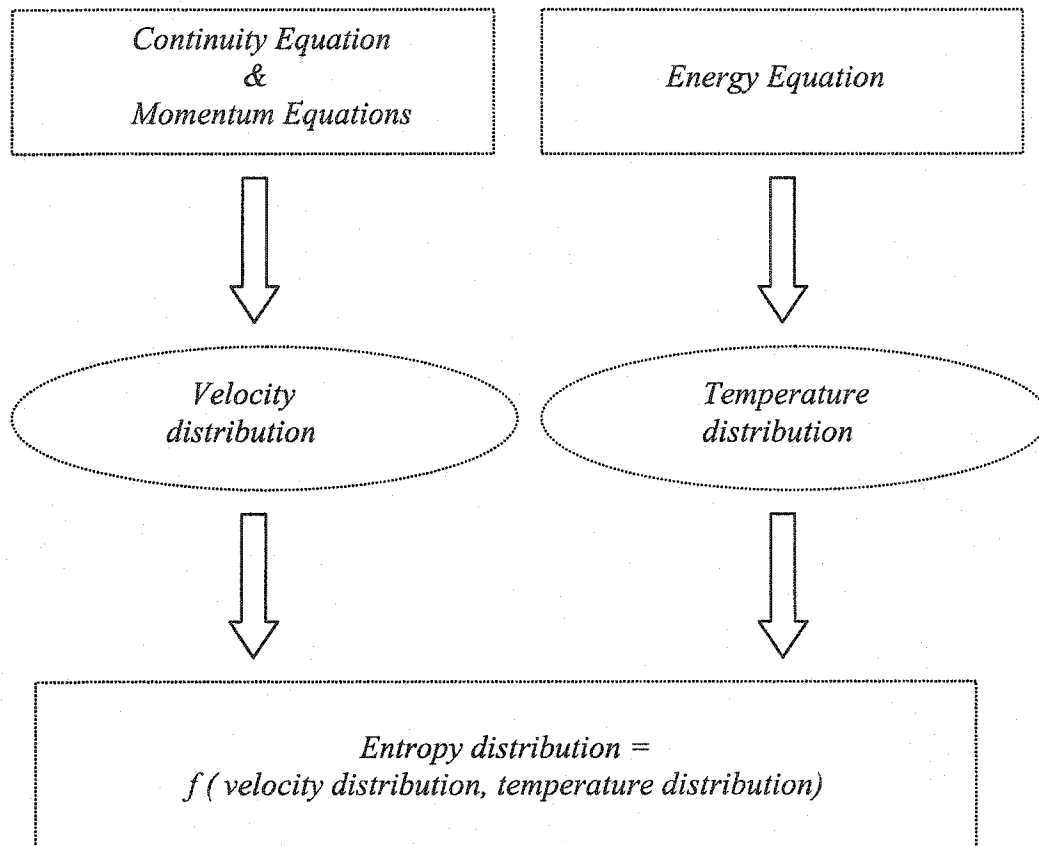 Continuity Equation
&
Momentum Equations
Energy Equation
Velocity
distribution
Temperature
distribution
Entropy distribution =
f ( velocity distribution, temperature distribution)